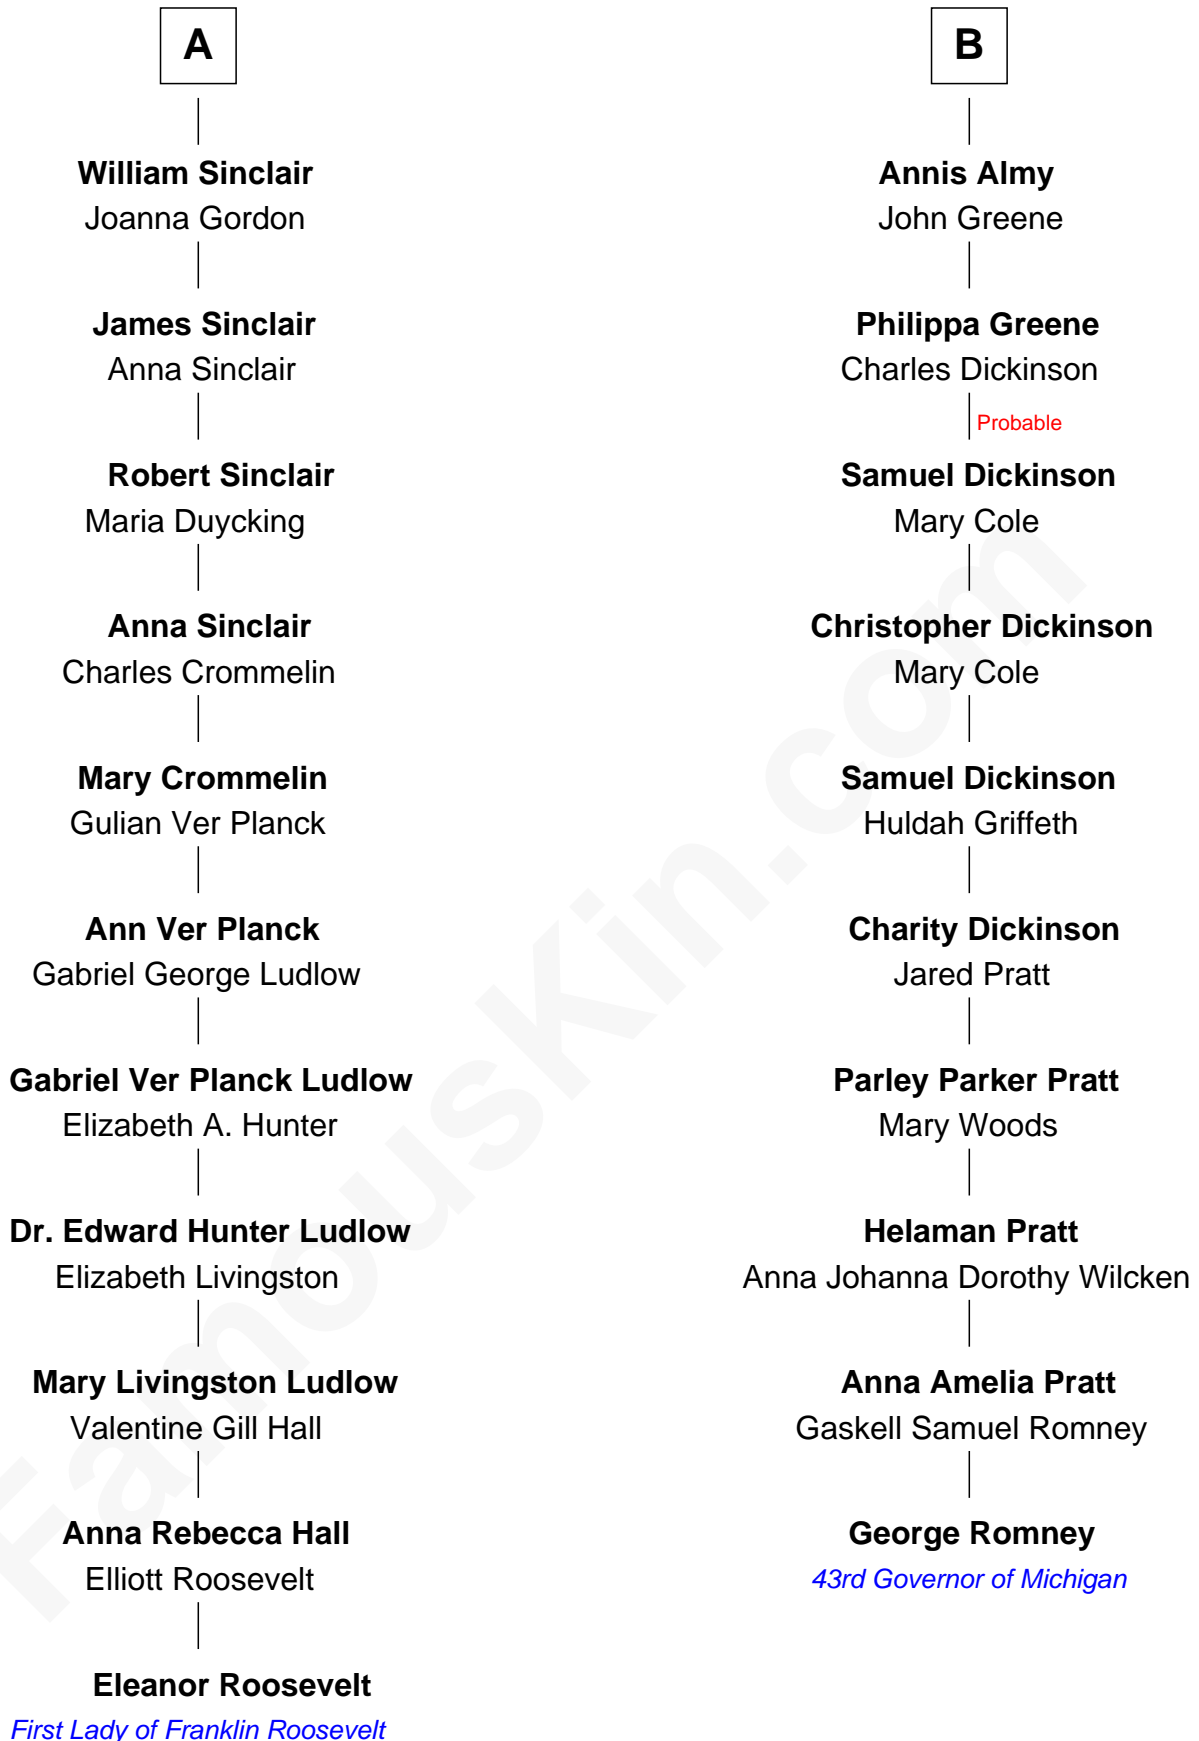 A
William Sinclair
Joanna Gordon
James Sinclair
Anna Sinclair
Robert Sinclair
Maria Duycking
Anna Sinclair
Charles Crommelin
Mary Crommelin
Gulian Ver Planck
Ann Ver Planck
Gabriel George Ludlow
Gabriel Ver Planck Ludlow
Elizabeth A. Hunter
Dr. Edward Hunter Ludlow
Elizabeth Livingston
Mary Livingston Ludlow
Valentine Gill Hall
Anna Rebecca Hall
Elliott Roosevelt
Eleanor Roosevelt
First Lady of Franklin Roosevelt
B
Annis Almy
John Greene
Philippa Greene
Charles Dickinson
Probable
Samuel Dickinson
Mary Cole
Christopher Dickinson
Mary Cole
Samuel Dickinson
Huldah Griffeth
Charity Dickinson
Jared Pratt
Parley Parker Pratt
Mary Woods
Helaman Pratt
Anna Johanna Dorothy Wilcken
Anna Amelia Pratt
Gaskell Samuel Romney
George Romney
43rd Governor of Michigan
FamousKin.com